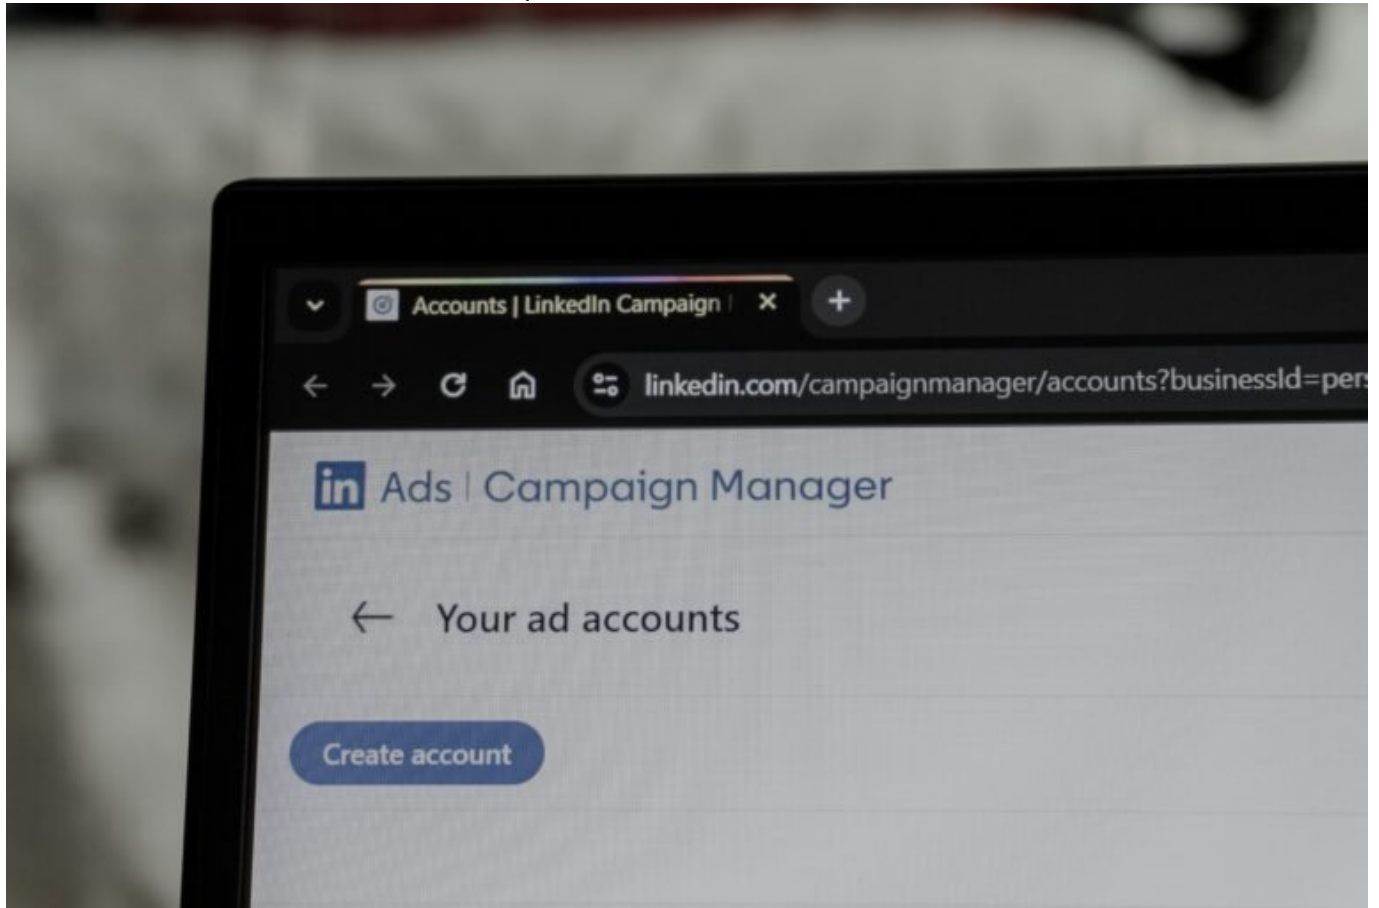 Accounts | LinkedIn Campaign
linkedin.com/campaignmanager/accounts?businessId=pers
in Ads | Campaign Manager
Your ad accounts
Create account